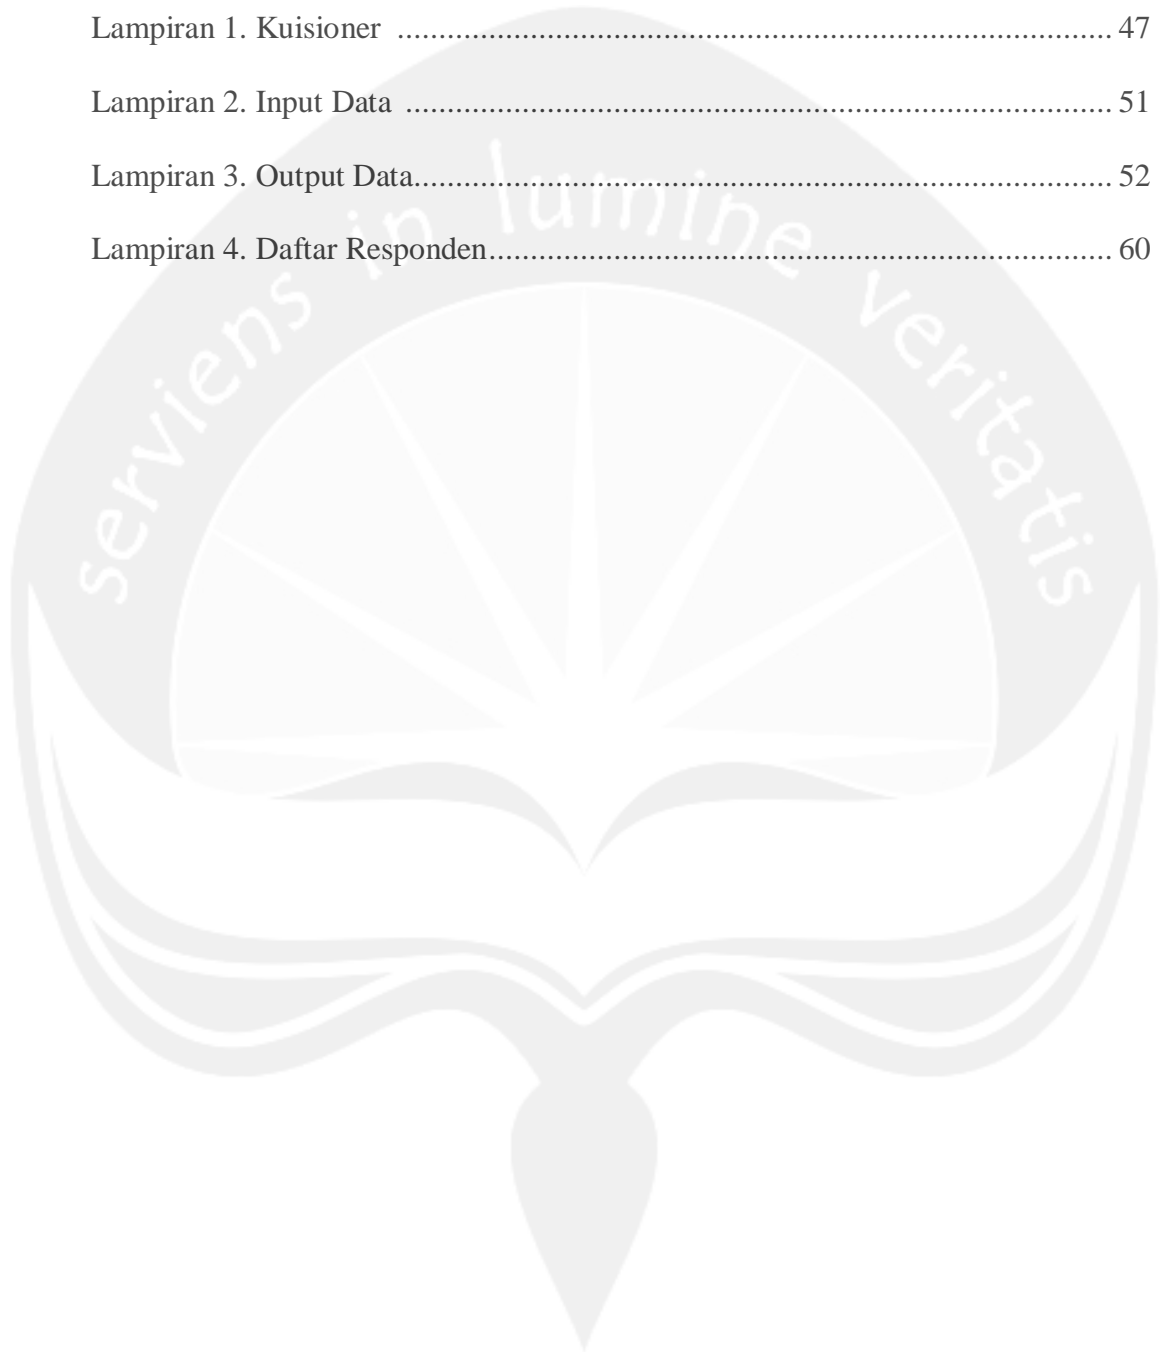 Lampiran 1. Kuisioner ........................................................................................ 47
Lampiran 2. Input Data ....................................................................................... 51
Lampiran 3. Output Data...................................................................................... 52
Lampiran 4. Daftar Responden............................................................................. 60
serviens in lumine veritatis